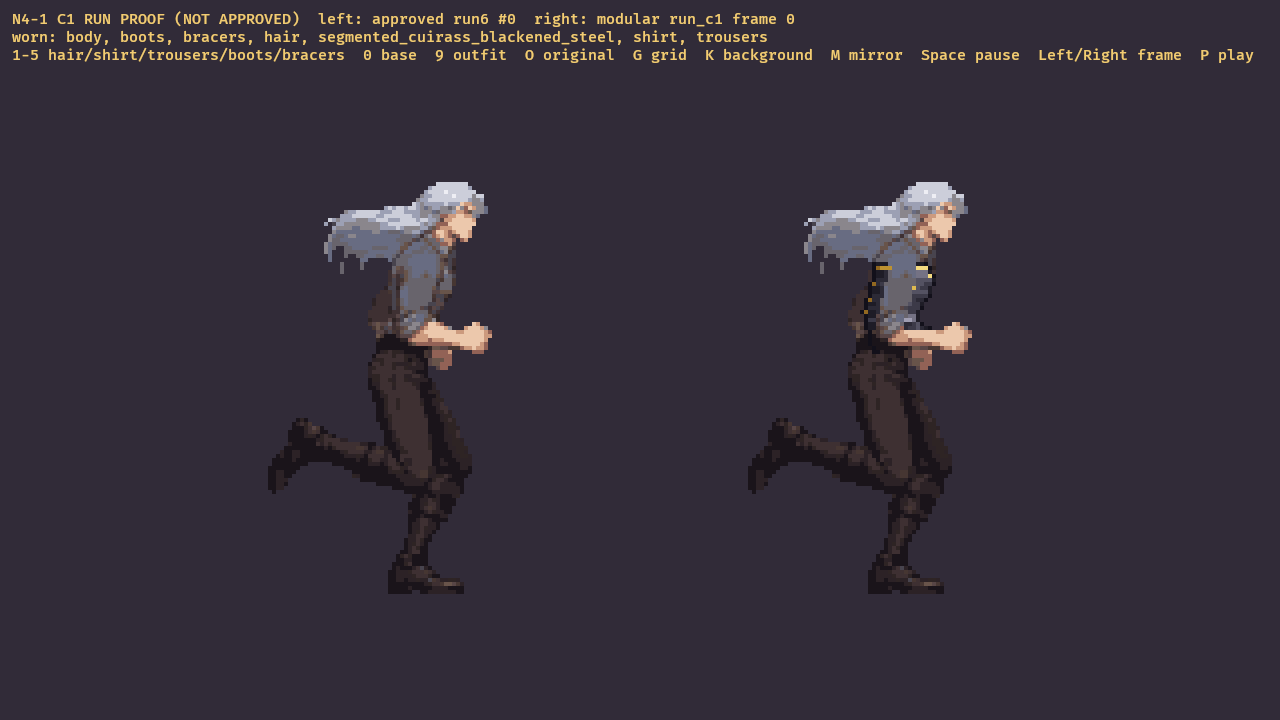 N4-1 C1 RUN PROOF (NOT APPROVED)  left: approved run6 #0  right: modular run_c1 frame 0
worn: body, boots, bracers, hair, segmented_cuirass_blackened_steel, shirt, trousers
1-5 hair/shirt/trousers/boots/bracers  0 base  9 outfit  O original  G grid  K background  M mirror  Space pause  Left/Right frame  P play